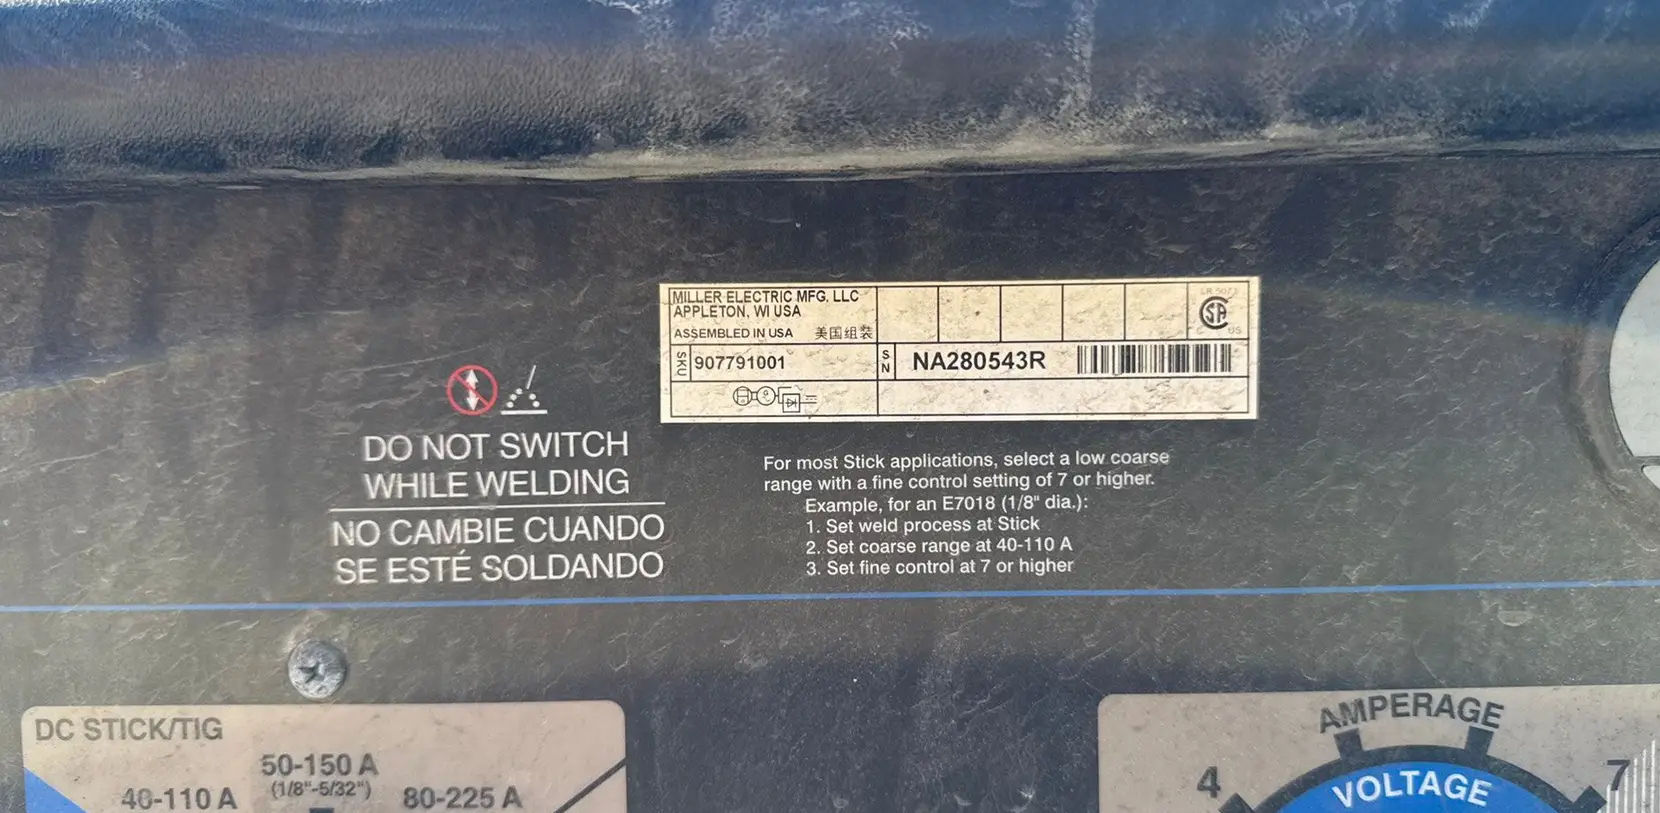 MILLER ELECTRIC MFG. LLC
APPLETON, WI USA
ASSEMBLED IN USA 美国组装
LR 5073
SA
C US
SKU 907791001
SN NA280543R
DO NOT SWITCH
WHILE WELDING
NO CAMBIE CUANDO
SE ESTÉ SOLDANDO
For most Stick applications, select a low coarse
range with a fine control setting of 7 or higher.
Example, for an E7018 (1/8" dia.):
1. Set weld process at Stick
2. Set coarse range at 40-110 A
3. Set fine control at 7 or higher
DC STICK/TIG
50-150 A
(1/8"-5/32")
40-110 A
80-225 A
AMPERAGE
4
7
VOLTAGE